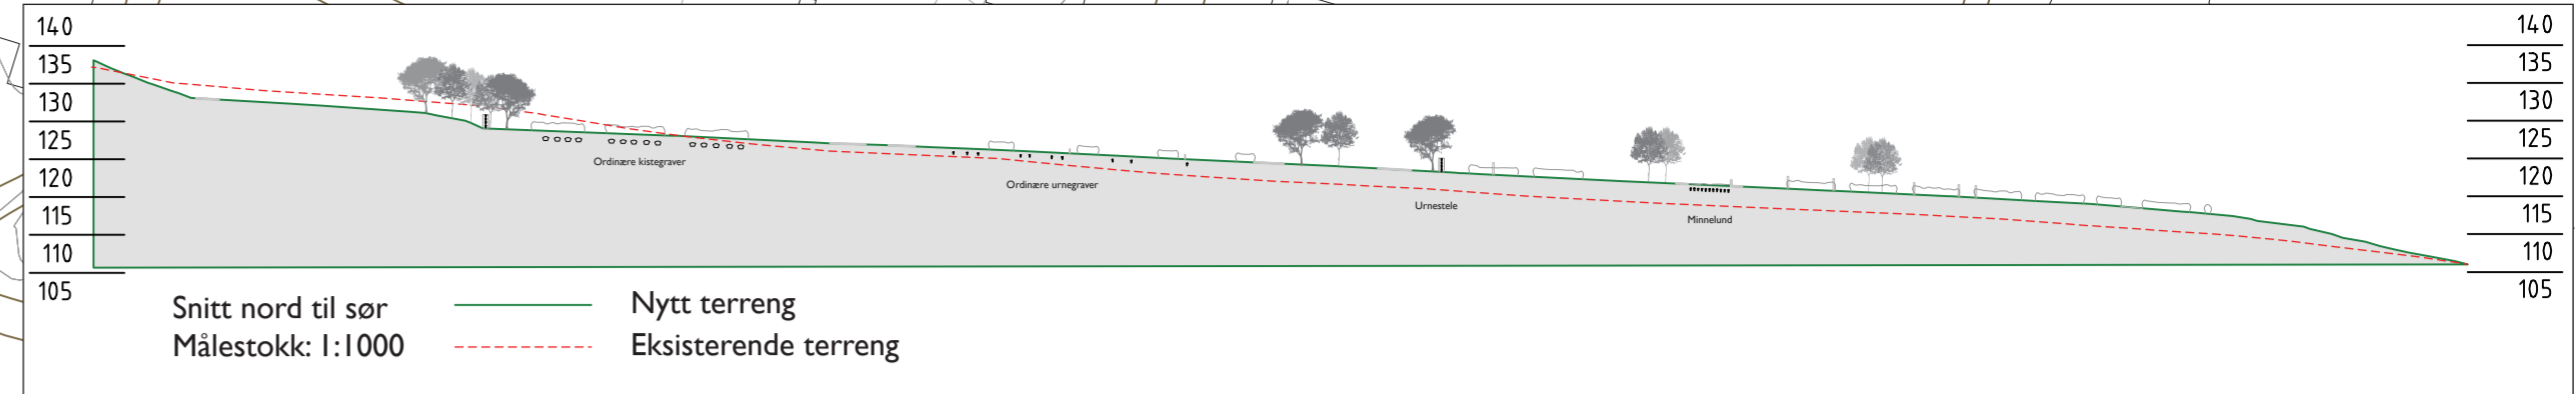 140
135
130
125
120
115
110
105
140
135
130
125
120
115
110
105
Ordinære kistegraver
Ordinære urnegraver
Urnestele
Minnelund
Snitt nord til sør
Målestokk: 1:1000
Nytt terreng
Eksisterende terreng